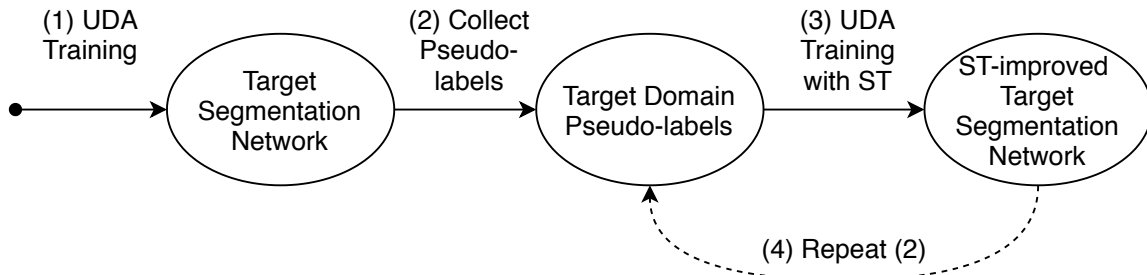 (1) UDA
Training
Target
Segmentation
Network
(2) Collect
Pseudo-
labels
Target Domain
Pseudo-labels
(3) UDA
Training
with ST
ST-improved
Target
Segmentation
Network
(4) Repeat (2)